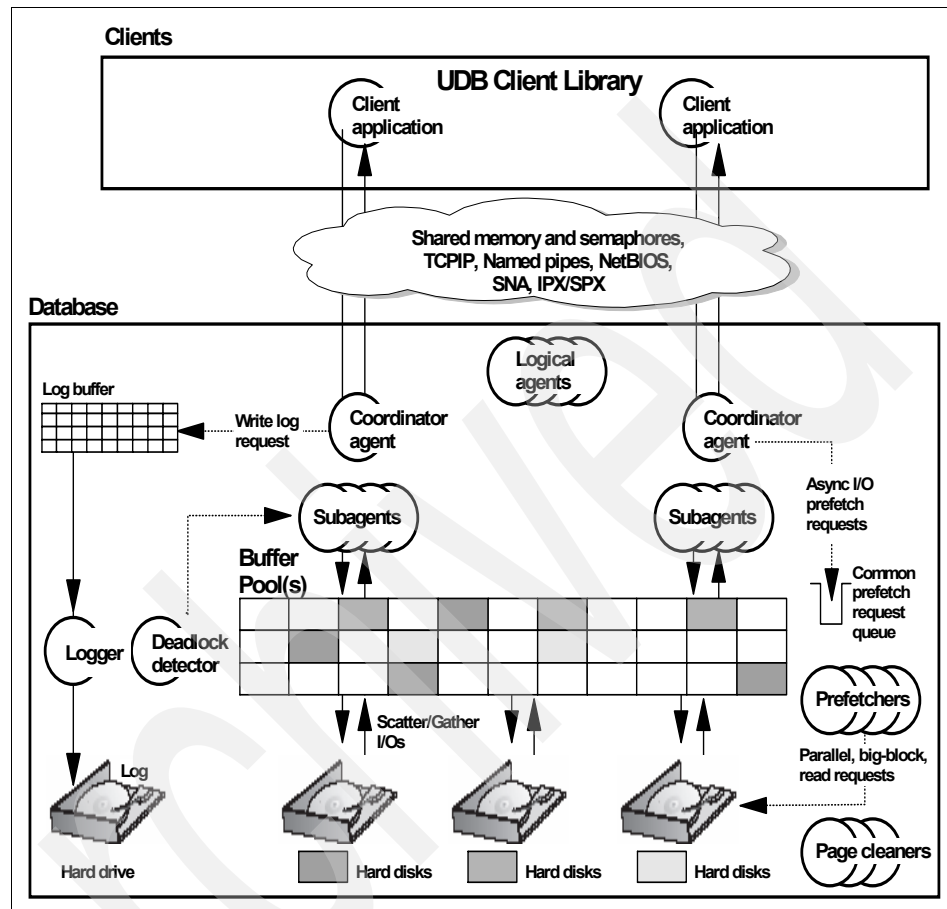 Clients
UDB Client Library
Client
application
Client
application
Shared memory and semaphores,
TCPIP, Named pipes, NetBIOS,
SNA, IPX/SPX
Database
Logical
agents
Log buffer
Write log
request
Coordinator
agent
Coordinator
agent
Async I/O
prefetch
requests
Subagents
Subagents
Buffer
Pool(s)
Common
prefetch
request
queue
Logger
Deadlock
detector
Prefetchers
Scatter/Gather
I/Os
Parallel, big-block,
read requests
Log
Hard drive
Hard disks
Hard disks
Hard disks
Page cleaners
Archived